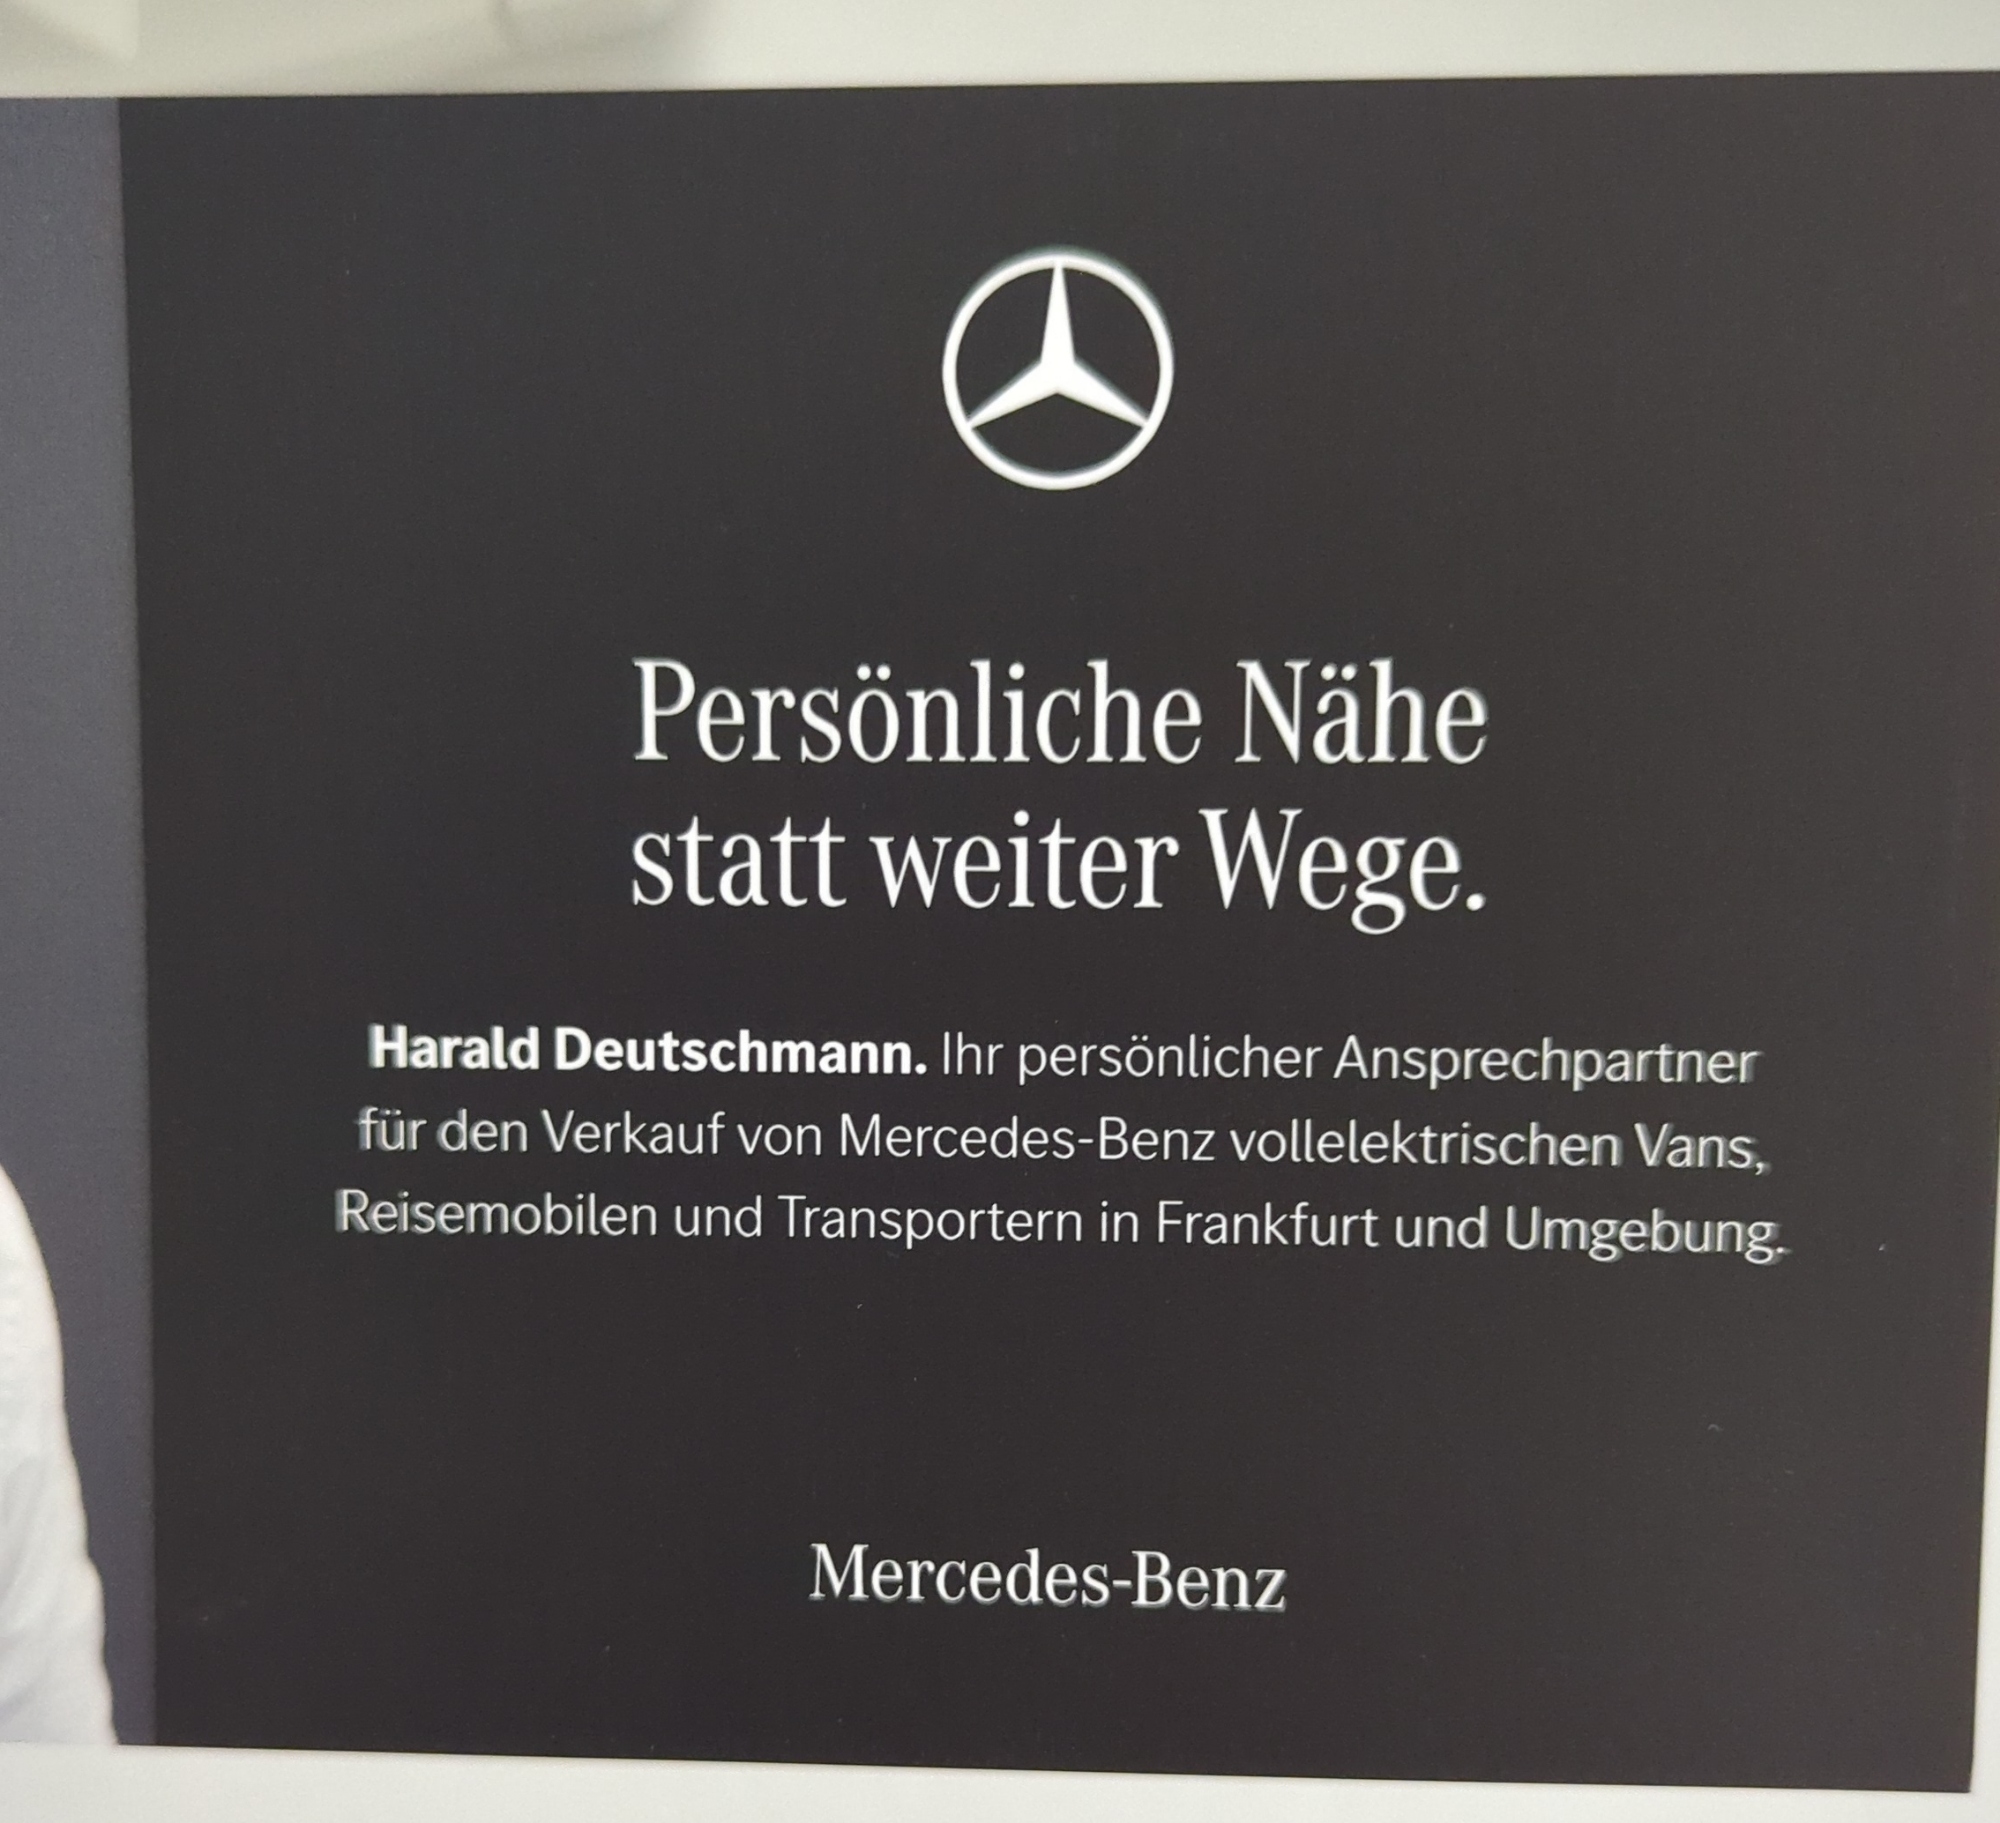 Persönliche Nähe
statt weiter Wege.
Harald Deutschmann. Ihr persönlicher Ansprechpartner
für den Verkauf von Mercedes-Benz vollelektrischen Vans,
Reisemobilen und Transportern in Frankfurt und Umgebung.
Mercedes-Benz